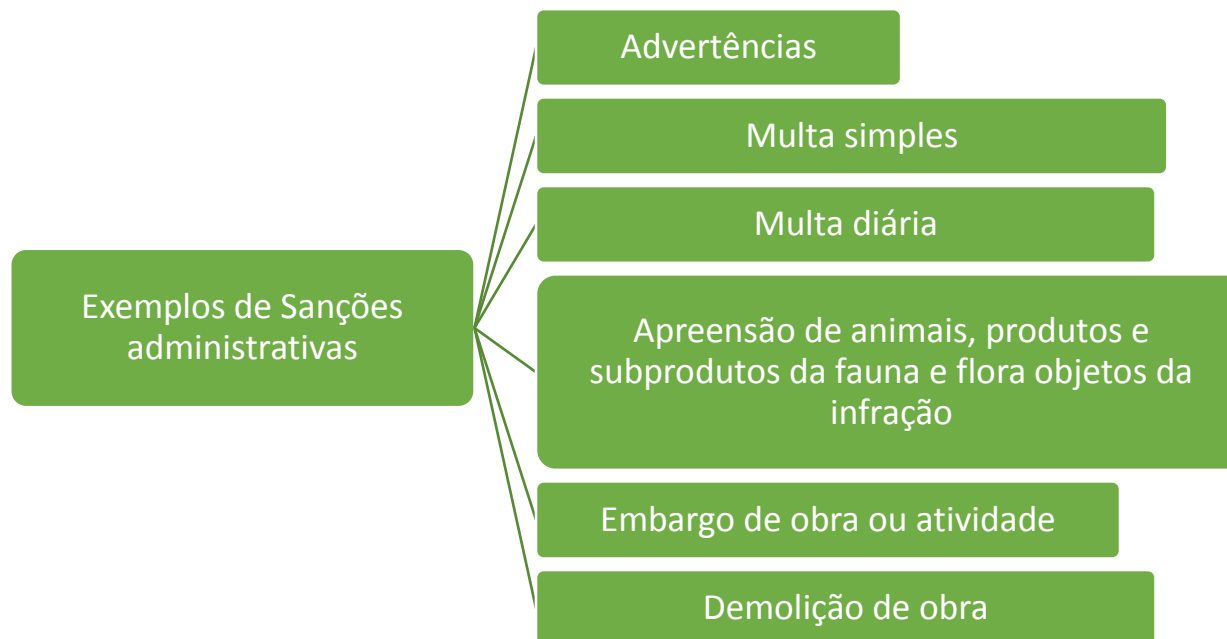 Advertências
Multa simples
Multa diária
Exemplos de Sanções
administrativas
Apreensão de animais, produtos e
subprodutos da fauna e flora objetos da
infração
Embargo de obra ou atividade
Demolição de obra